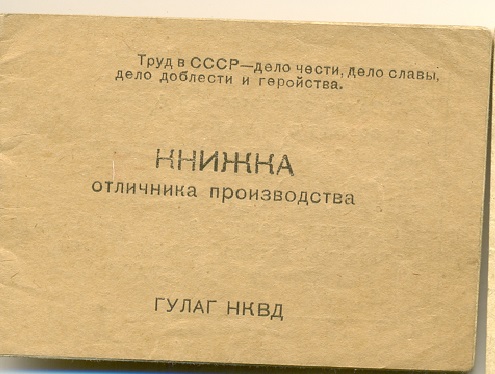 Труд в СССР—дело чести, дело славы,
дело доблести и геройства.
КНИЖКА
отличника производства
ГУЛАГ НКВД